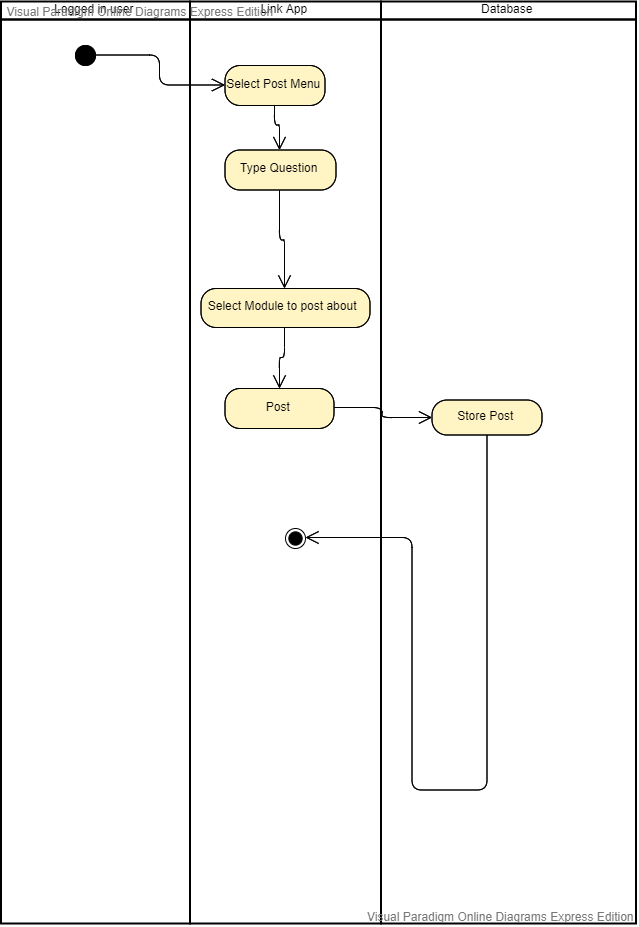 Logged in user
Link App
Database
Visual Paradigm Online Diagrams Express Edition
Select Post Menu
Type Question
Select Module to post about
Post
Store Post
Visual Paradigm Online Diagrams Express Edition